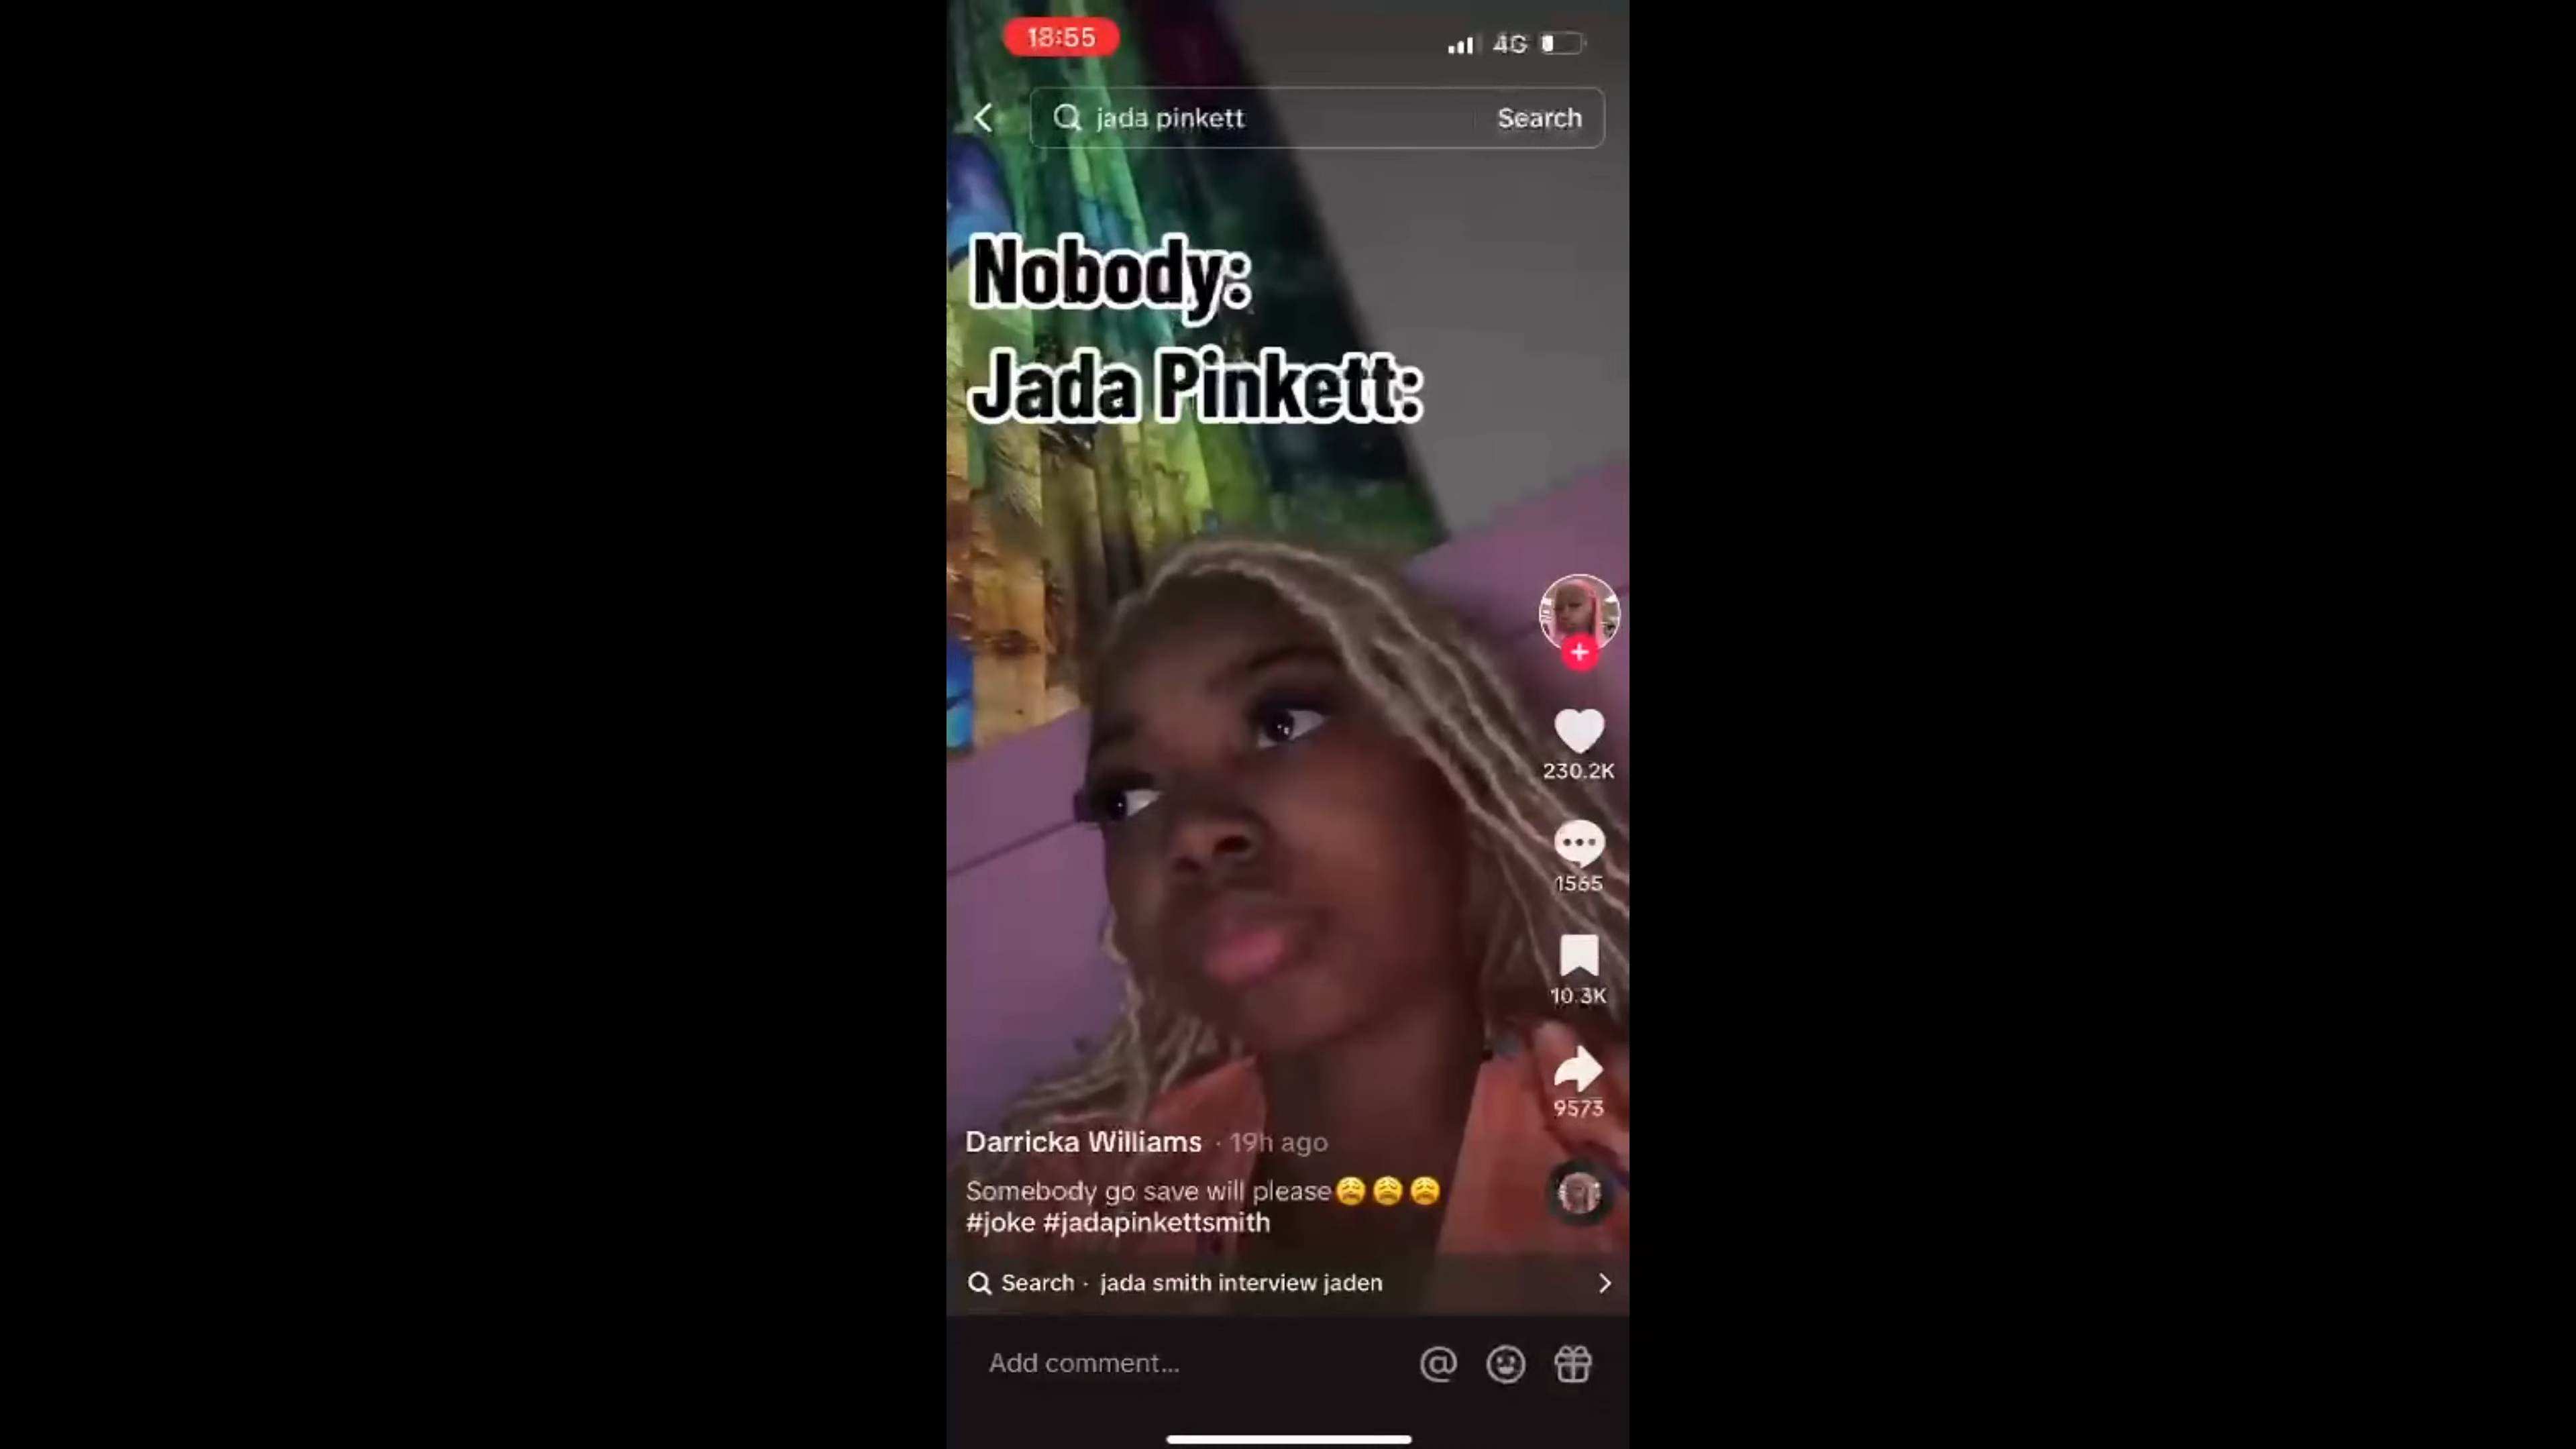 18:55
4G
jada pinkett
Search
Nobody:
Jada Pinkett:
230.2K
1565
10.3K
9573
Darricka Williams · 19h ago
Somebody go save will please😩😩😩
#joke #jadapinkettsmith
Search · jada smith interview jaden
Add comment...